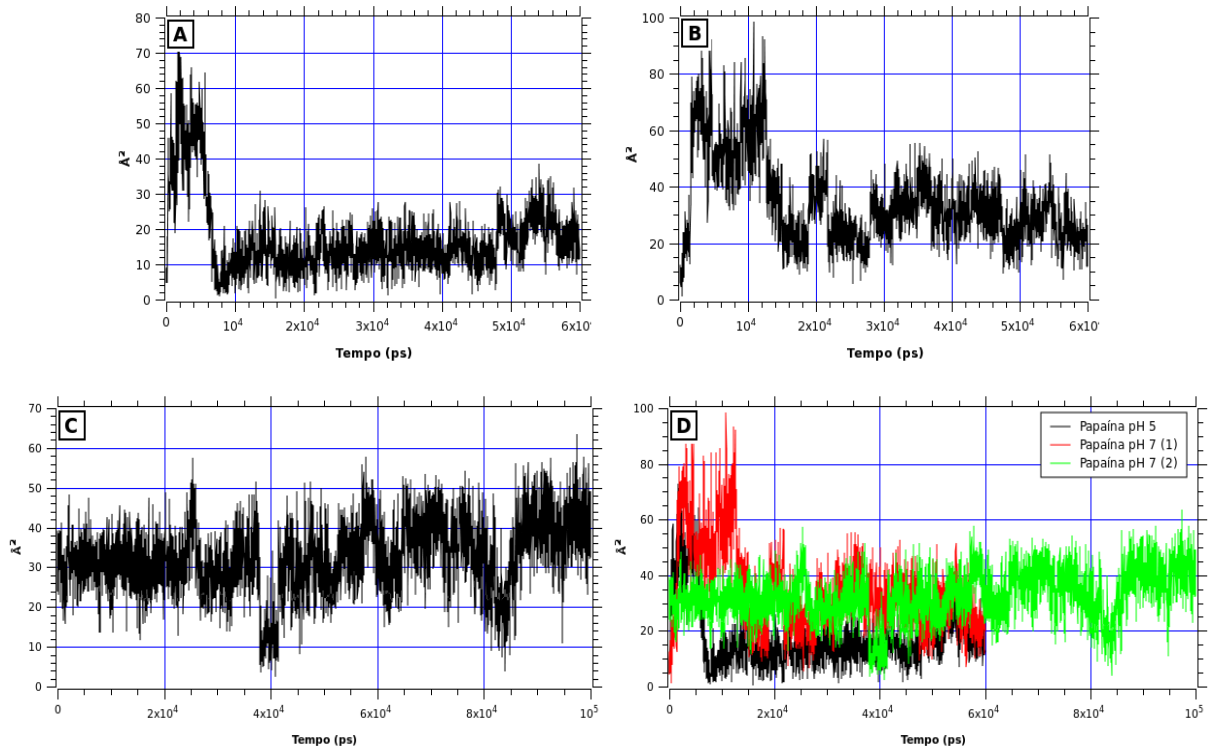 A
80
70
60
50
40
30
20
10
0
Å²
0 10⁴ 2x10⁴ 3x10⁴ 4x10⁴ 5x10⁴ 6x10
Tempo (ps)
B
100
80
60
40
20
0
Å²
0 10⁴ 2x10⁴ 3x10⁴ 4x10⁴ 5x10⁴ 6x10
Tempo (ps)
C
70
60
50
40
30
20
10
0
Å²
0 2x10⁴ 4x10⁴ 6x10⁴ 8x10⁴ 10⁵
Tempo (ps)
D
Papaína pH 5
Papaína pH 7 (1)
Papaína pH 7 (2)
100
80
60
40
20
0
Å²
0 2x10⁴ 4x10⁴ 6x10⁴ 8x10⁴ 10⁵
Tempo (ps)